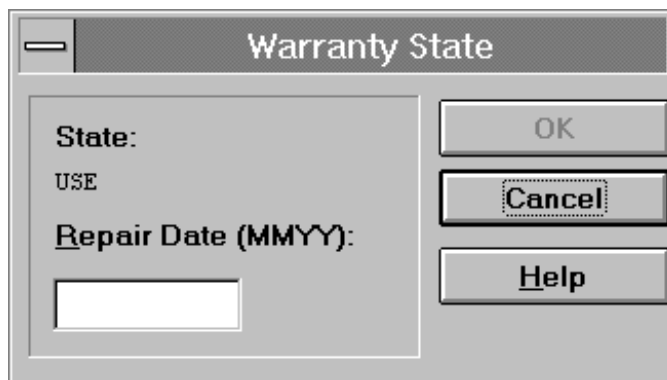 Warranty State
State:
USE
Repair Date (MMYY):
OK
Cancel
Help